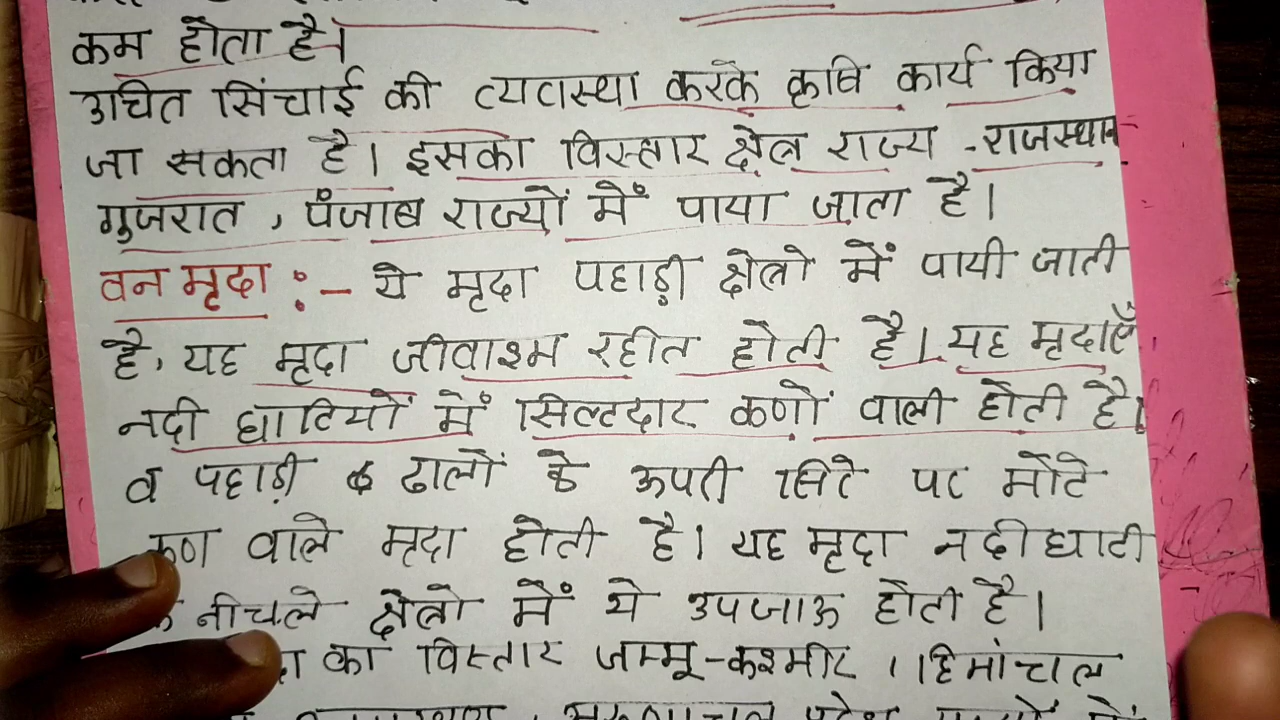 कम होता है।
उचित सिंचाई की व्यवस्था करके कृषि कार्य किया
जा सकता है। इसका विस्तार क्षेत्र राज्य - राजस्थान
गुजरात, पंजाब राज्यों में पाया जाता है।
वन मृदा :- ये मृदा पहाड़ी क्षेत्रो में पायी जाती
है, यह मृदा जीवाश्म रहीत होती है। यह मृदाएँ
नदी घाटियों में सिल्टदार कणों वाली होती है।
व पहाड़ी ढालों के ऊपरी सिरे पर मोंटे
कण वाले मृदा होती है। यह मृदा नदीघाटी
के नीचले क्षेत्रो में ये उपजाऊ होती है।
का विस्तार जम्मू-कश्मीर, हिमांचल